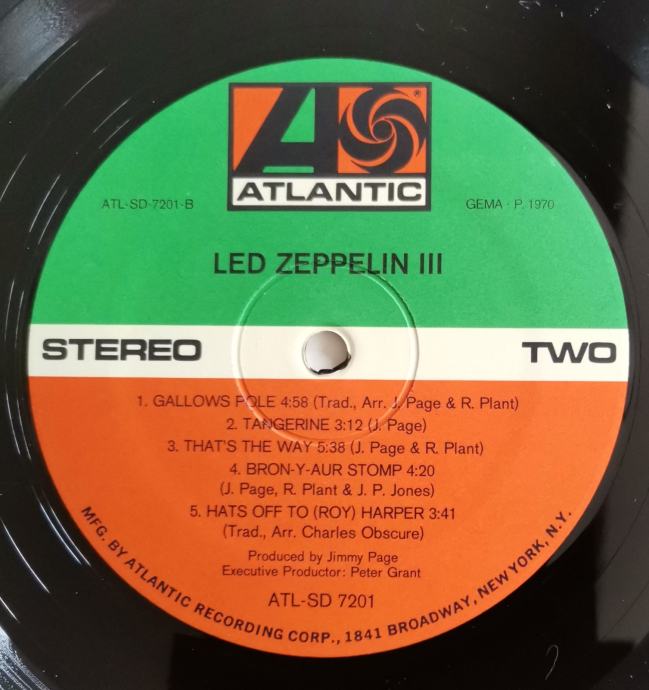 ATLANTIC
ATL-SD-7201-B
GEMA · P. 1970
LED ZEPPELIN III
STEREO
TWO
1. GALLOWS POLE 4:58 (Trad., Arr. J. Page & R. Plant)
2. TANGERINE 3:12 (J. Page)
3. THAT'S THE WAY 5:38 (J. Page & R. Plant)
4. BRON-Y-AUR STOMP 4:20
(J. Page, R. Plant & J. P. Jones)
5. HATS OFF TO (ROY) HARPER 3:41
(Trad., Arr. Charles Obscure)
Produced by Jimmy Page
Executive Productor: Peter Grant
ATL-SD 7201
MFG. BY ATLANTIC RECORDING CORP., 1841 BROADWAY, NEW YORK, N.Y.